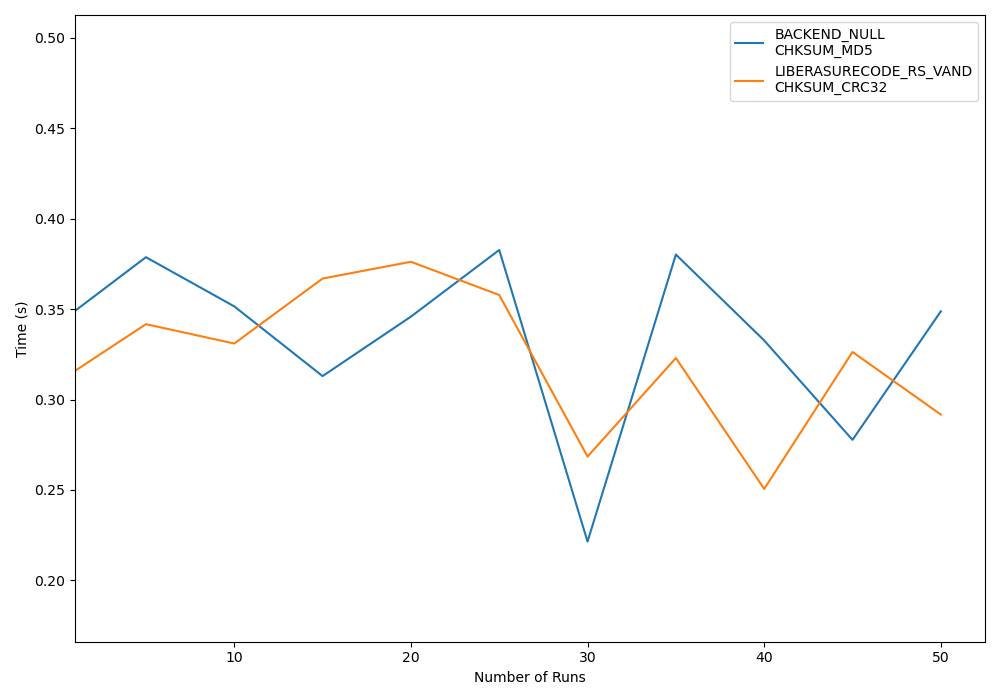 BACKEND_NULL
CHKSUM_MD5
LIBERASURECODE_RS_VAND
CHKSUM_CRC32
0.50
0.45
0.40
0.35
0.30
0.25
0.20
Time (s)
10
20
30
40
50
Number of Runs